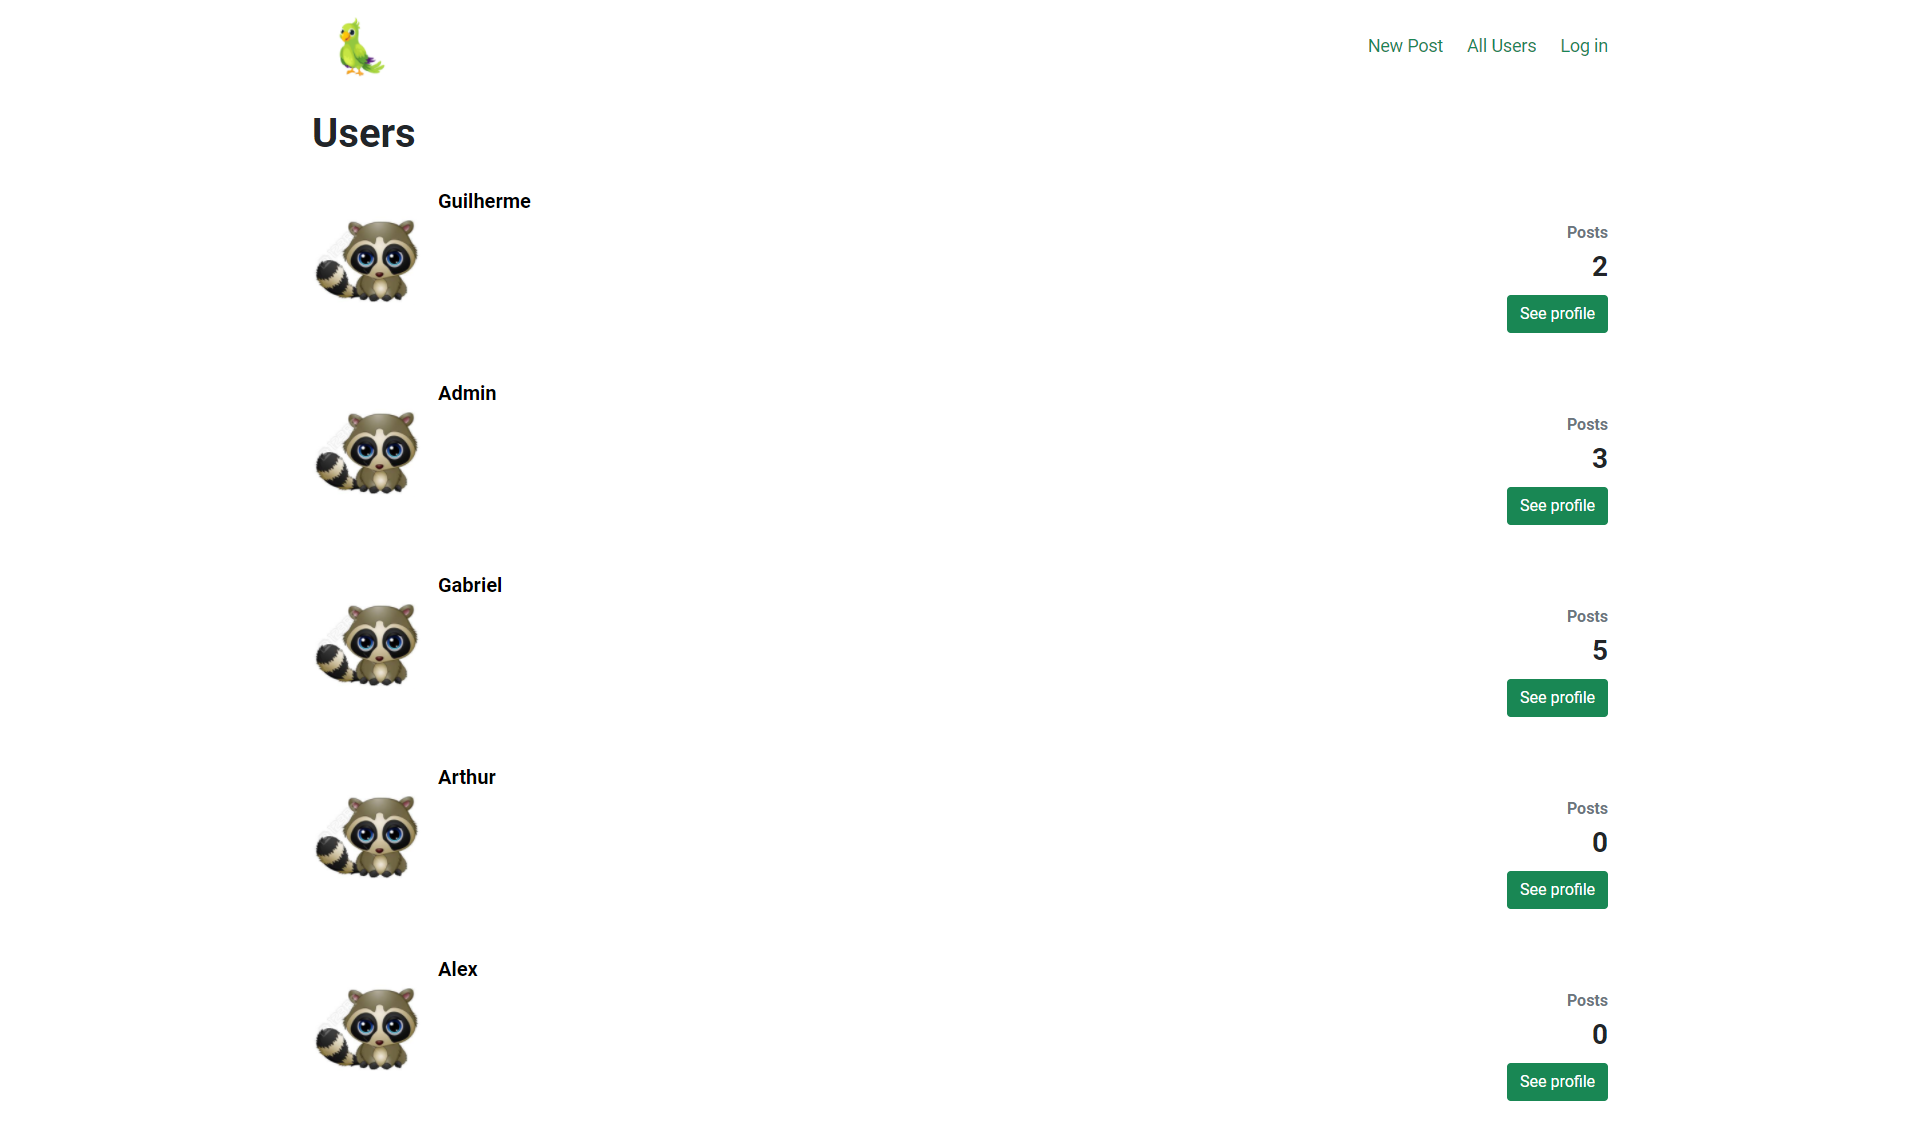 New Post All Users Log in
Users
Guilherme
Posts
2
See profile
Admin
Posts
3
See profile
Gabriel
Posts
5
See profile
Arthur
Posts
0
See profile
Alex
Posts
0
See profile